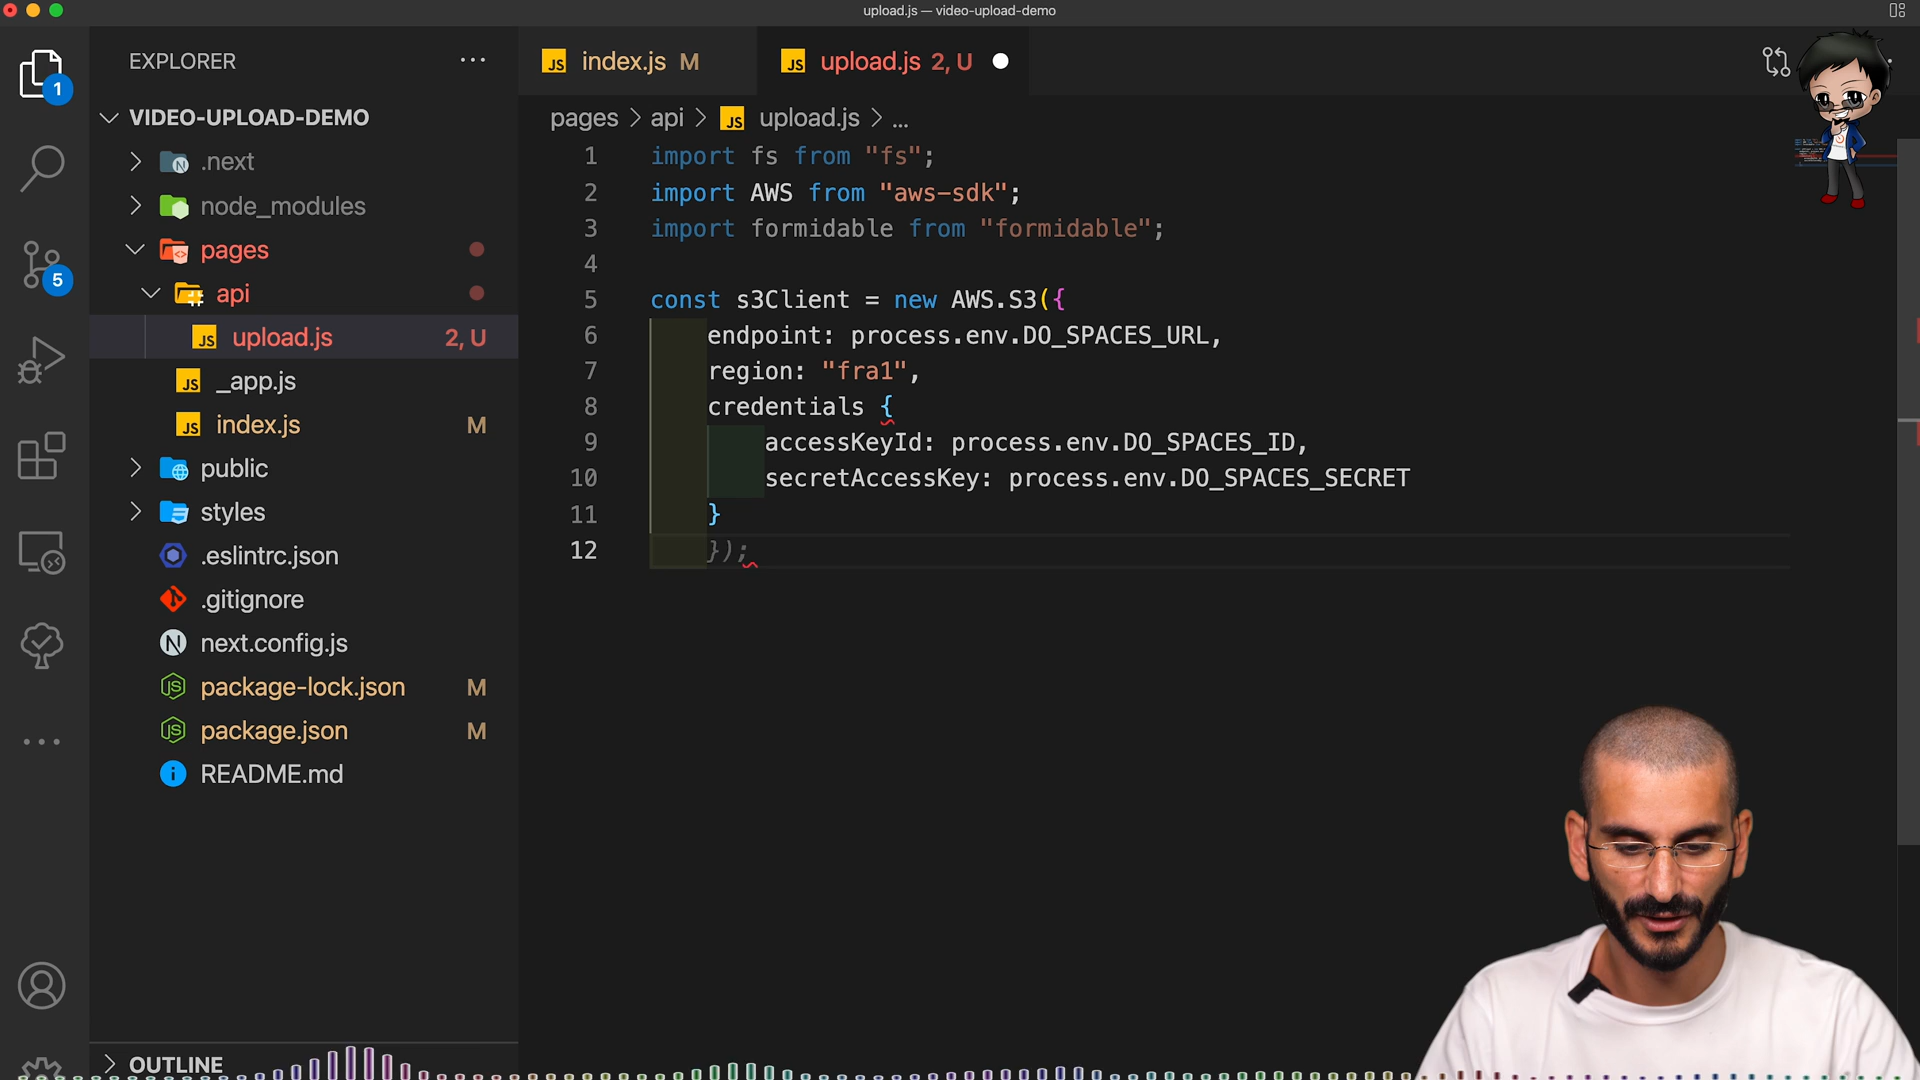 upload.js — video-upload-demo
EXPLORER
index.js M
upload.js 2, U
1
VIDEO-UPLOAD-DEMO
pages > api > JS upload.js > ...
.next
node_modules
pages
api
5
upload.js 2, U
_app.js
index.js M
public
styles
.eslintrc.json
.gitignore
next.config.js
package-lock.json M
package.json M
README.md
OUTLINE
1 import fs from "fs";
2 import AWS from "aws-sdk";
3 import formidable from "formidable";
4
5 const s3Client = new AWS.S3({
6 endpoint: process.env.DO_SPACES_URL,
7 region: "fra1",
8 credentials {
9 accessKeyId: process.env.DO_SPACES_ID,
10 secretAccessKey: process.env.DO_SPACES_SECRET
11 }
12 });